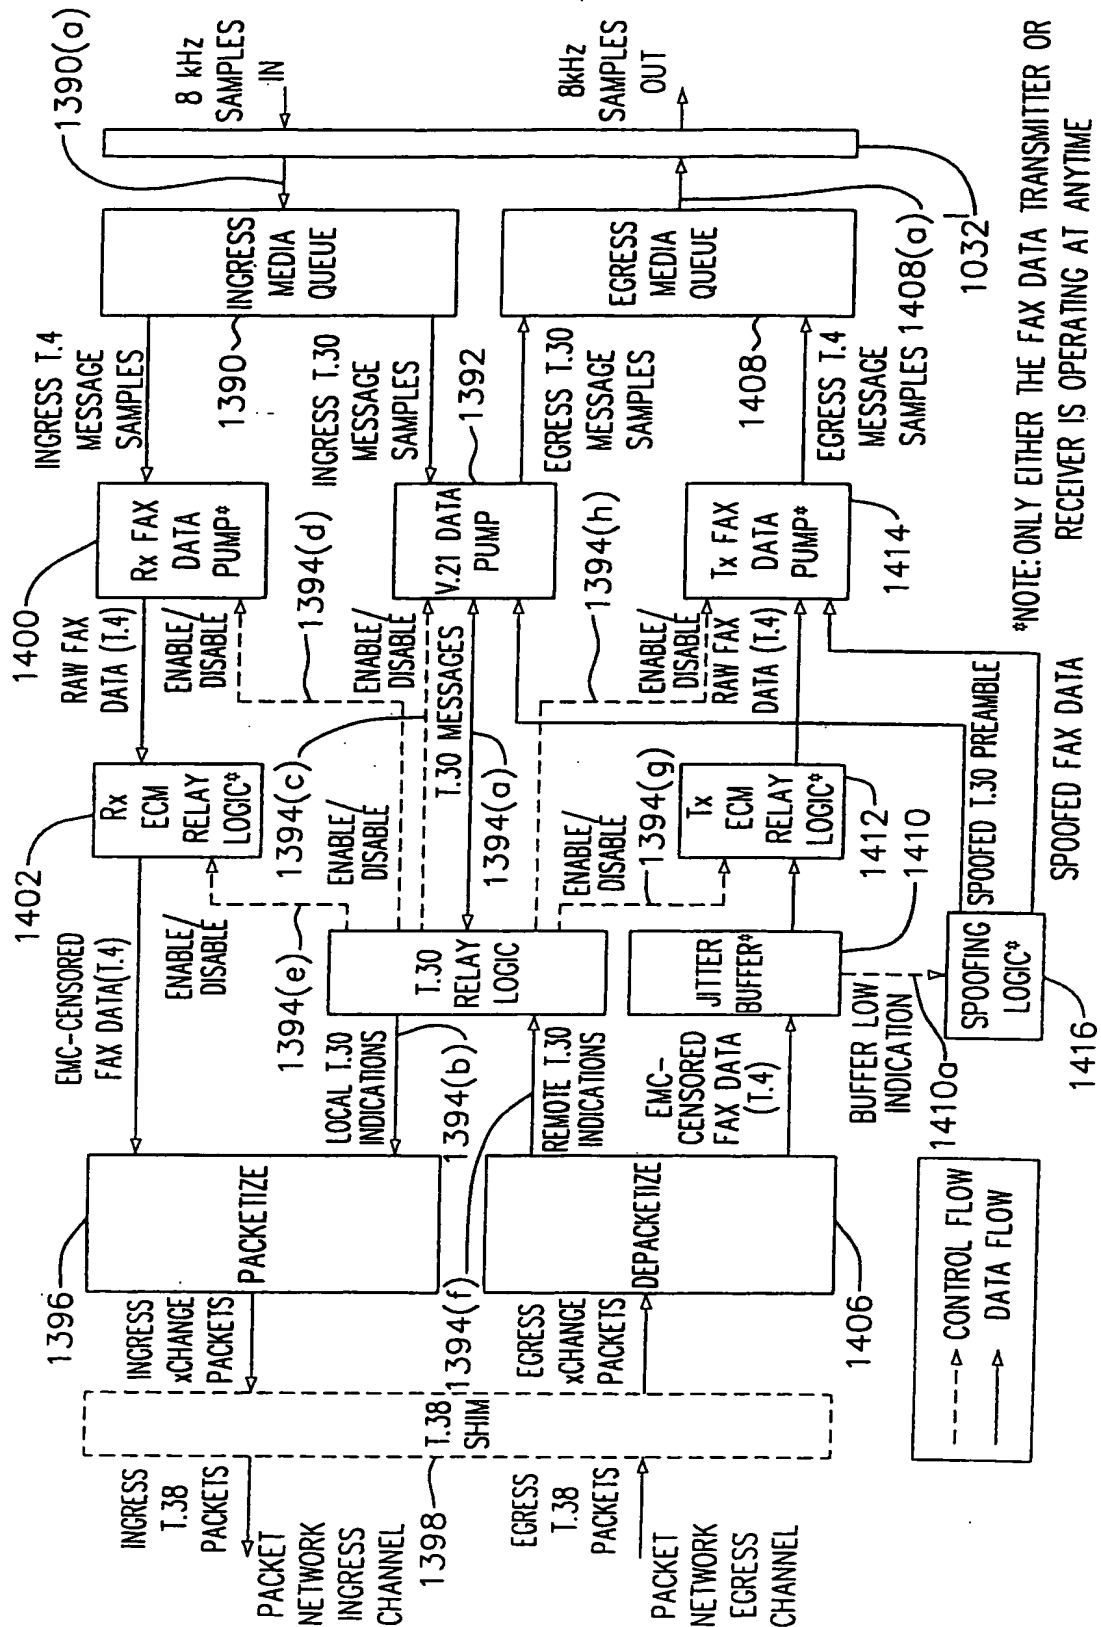 PACKET
NETWORK
INGRESS
CHANNEL
INGRESS
T.38
PACKETS
1398
EGRESS
T.38
PACKETS
PACKET
NETWORK
EGRESS
CHANNEL
T.38
SHIM
1396
INGRESS
xCHANGE
PACKETS
1394(f)
EGRESS
xCHANGE
PACKETS
1406
PACKETIZE
DEPACKETIZE
1402
EMC-CENSORED
FAX DATA(T.4)
ENABLE/
DISABLE
1394(e)
LOCAL T.30
INDICATIONS
1394(b)
REMOTE T.30
INDICATIONS
EMC-
CENSORED
FAX DATA
(T.4)
BUFFER LOW
INDICATION
1410a
1416
T.30
RELAY
LOGIC
JITTER
BUFFER*
SPOOFING
LOGIC*
Rx
ECM
RELAY
LOGIC*
ENABLE/
DISABLE
1394(c)
1394(a)
ENABLE/
DISABLE
1394(g)
Tx
ECM
RELAY
LOGIC*
1412
1410
1400
RAW FAX
DATA (T.4)
ENABLE/
DISABLE
1394(d)
ENABLE/
DISABLE
T.30 MESSAGES
1394(h)
ENABLE/
DISABLE
RAW FAX
DATA (T.4)
SPOOFED T.30 PREAMBLE
SPOOFED FAX DATA
Rx FAX
DATA
PUMP*
V.21 DATA
PUMP
Tx FAX
DATA
PUMP*
1414
INGRESS T.4
MESSAGE
SAMPLES
1390
INGRESS T.30
MESSAGE
SAMPLES
1392
EGRESS T.30
MESSAGE
SAMPLES
1408
EGRESS T.4
MESSAGE
SAMPLES
1408(a)
INGRESS
MEDIA
QUEUE
EGRESS
MEDIA
QUEUE
1390(a)
8 kHz
SAMPLES
IN
8kHz
SAMPLES
OUT
1032'
CONTROL FLOW
DATA FLOW
*NOTE:ONLY EITHER THE FAX DATA TRANSMITTER OR
RECEIVER IS OPERATING AT ANYTIME